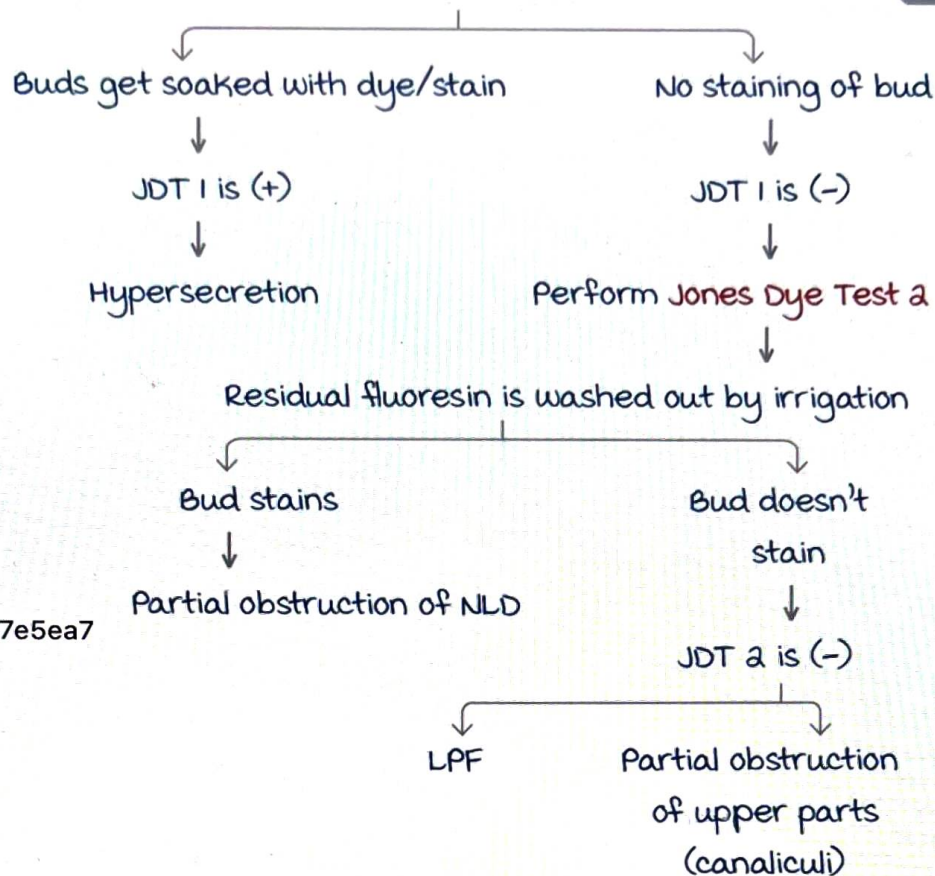 Buds get soaked with dye/stain
No staining of bud
JDT 1 is (+)
JDT 1 is (-)
Hypersecretion
Perform Jones Dye Test 2
Residual fluoresin is washed out by irrigation
Bud stains
Bud doesn't
stain
Partial obstruction of NLD
7e5ea7
JDT 2 is (-)
LPF
Partial obstruction
of upper parts
(canaliculi)